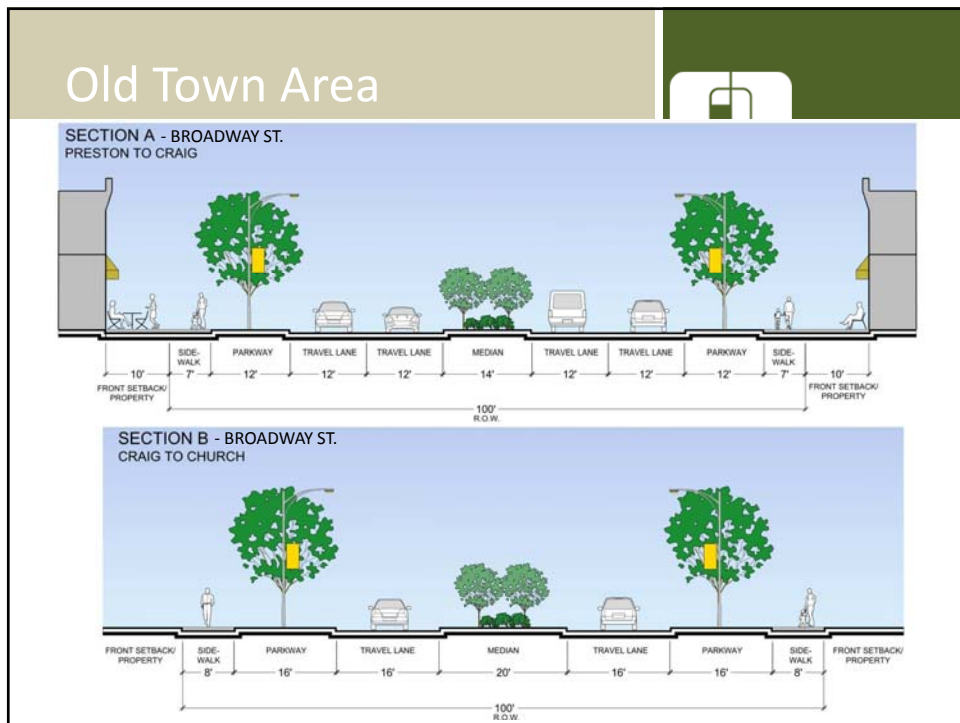 Old Town Area
SECTION A - BROADWAY ST.
PRESTON TO CRAIG
SIDE-
WALK
PARKWAY
TRAVEL LANE
TRAVEL LANE
MEDIAN
TRAVEL LANE
TRAVEL LANE
PARKWAY
SIDE-
WALK
10' 7' 12' 12' 12' 14' 12' 12' 12' 7' 10'
FRONT SETBACK/
PROPERTY
FRONT SETBACK/
PROPERTY
100'
R.O.W.
SECTION B - BROADWAY ST.
CRAIG TO CHURCH
FRONT SETBACK/
PROPERTY
SIDE-
WALK
PARKWAY
TRAVEL LANE
MEDIAN
TRAVEL LANE
PARKWAY
SIDE-
WALK
FRONT SETBACK/
PROPERTY
8' 16' 16' 20' 16' 16' 8'
100'
R.O.W.